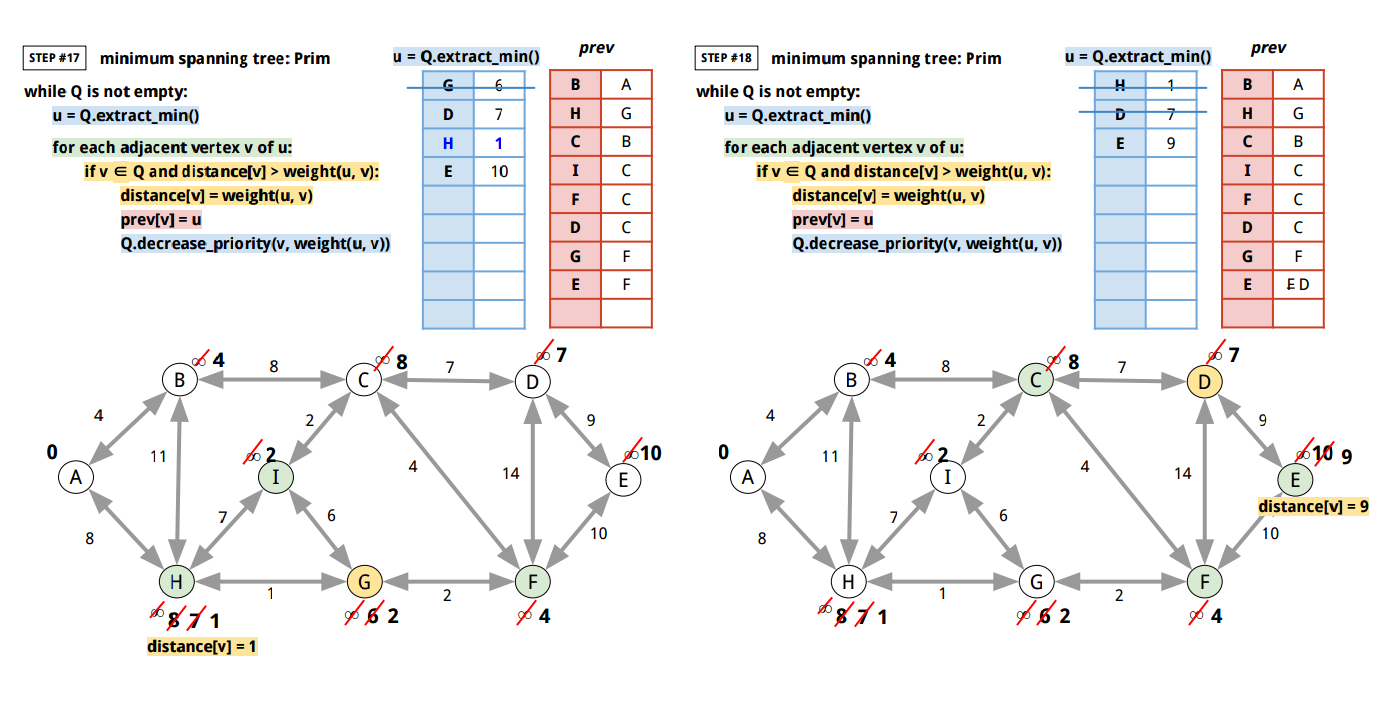 STEP #17 minimum spanning tree: Prim
while Q is not empty:
u = Q.extract_min()
for each adjacent vertex v of u:
if v ∈ Q and distance[v] > weight(u, v):
distance[v] = weight(u, v)
prev[v] = u
Q.decrease_priority(v, weight(u, v))
u = Q.extract_min()
G 6
D 7
H 1
E 10
prev
B A
H G
C B
I C
F C
D C
G F
E F
∞ 4
∞ 8
∞ 7
B 8 C 7 D
4
2
9
0
11
∞ 2
4
14
∞ 10
A I E
8
7
6
10
H 1 G 2 F
∞ 8 7 1
∞ 6 2
∞ 4
distance[v] = 1
STEP #18 minimum spanning tree: Prim
while Q is not empty:
u = Q.extract_min()
for each adjacent vertex v of u:
if v ∈ Q and distance[v] > weight(u, v):
distance[v] = weight(u, v)
prev[v] = u
Q.decrease_priority(v, weight(u, v))
u = Q.extract_min()
H 1
D 7
E 9
prev
B A
H G
C B
I C
F C
D C
G F
E F D
∞ 4
∞ 8
∞ 7
B 8 C 7 D
4
2
9
0
11
∞ 2
4
14
∞ 10 9
A I E
distance[v] = 9
8
7
6
10
H 1 G 2 F
∞ 8 7 1
∞ 6 2
∞ 4